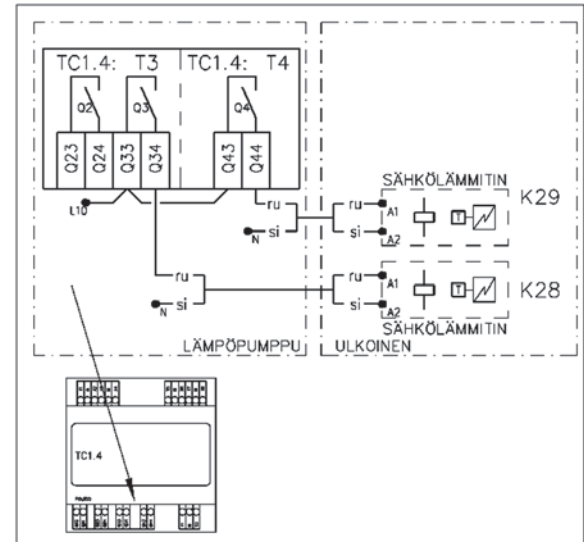 TC1.4: T3 TC1.4: T4
Q2 Q3 Q4
Q23 Q24 Q33 Q34 Q43 Q44
SÄHKÖLÄMMITIN
L10 ru ru A1 T K29
N si si A2
ru ru A1 T K28
N si si A2
SÄHKÖLÄMMITIN
LÄMPÖPUMPPU ULKOINEN
TC1.4